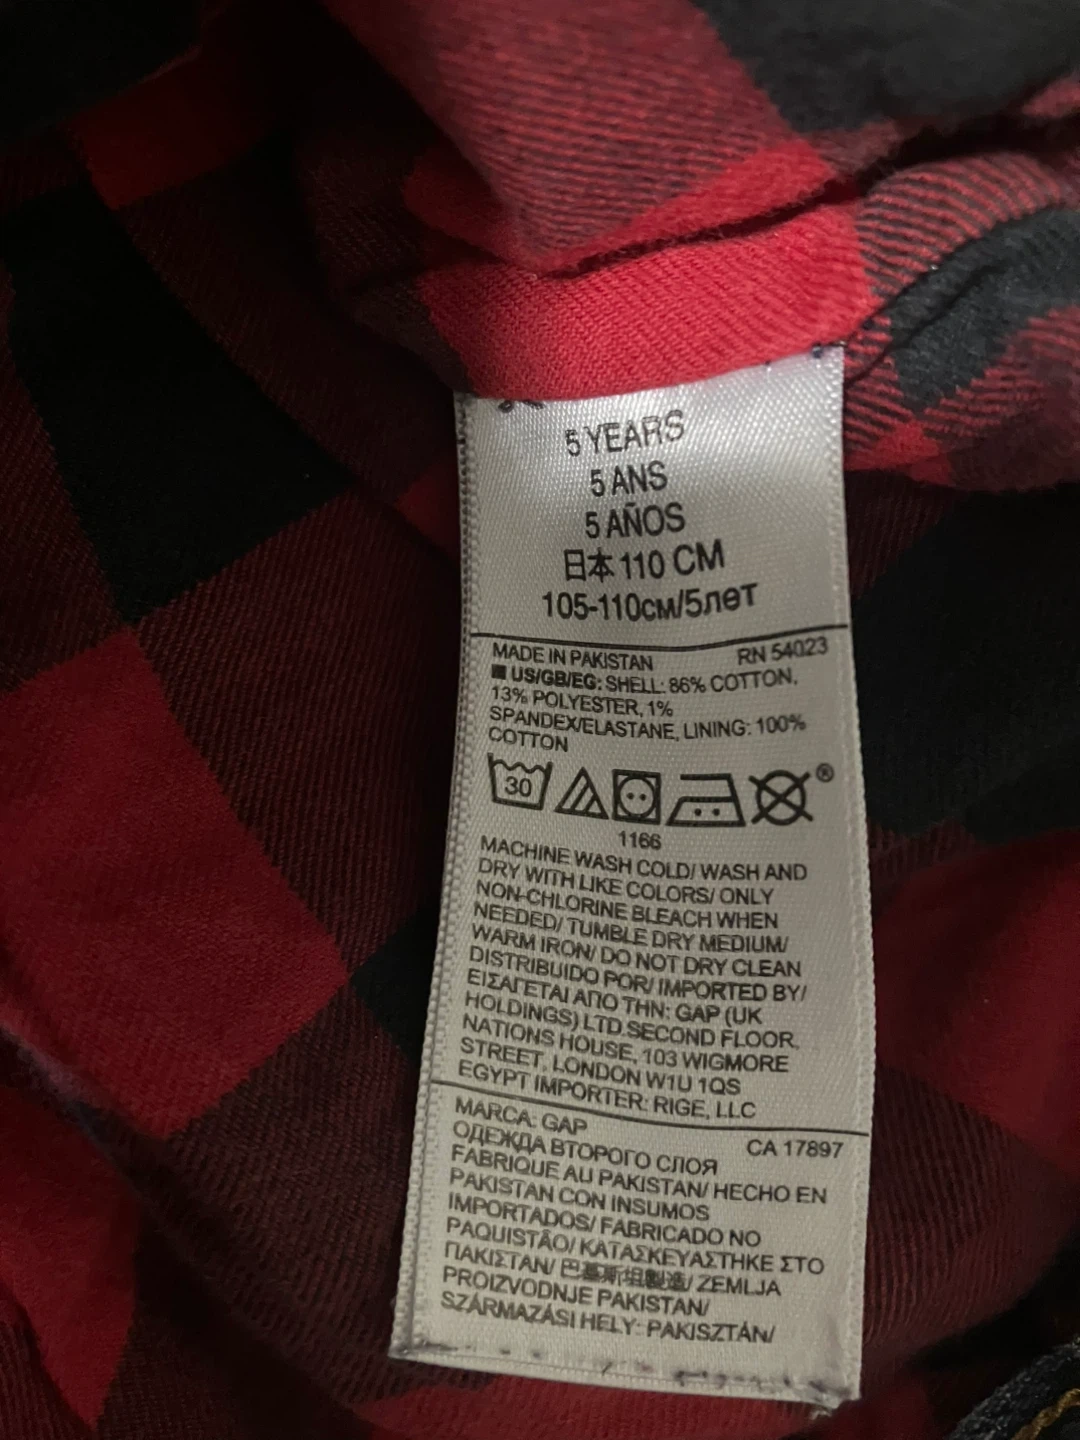 5 YEARS
5 ANS
5 AÑOS
日本 110 CM
105-110см/5лет
MADE IN PAKISTAN RN 54023
US/GB/EG: SHELL: 86% COTTON,
13% POLYESTER, 1%
SPANDEX/ELASTANE, LINING: 100%
COTTON
30
®
1166
MACHINE WASH COLD/ WASH AND
DRY WITH LIKE COLORS/ ONLY
NON-CHLORINE BLEACH WHEN
NEEDED/ TUMBLE DRY MEDIUM/
WARM IRON/ DO NOT DRY CLEAN
DISTRIBUIDO POR/ IMPORTED BY/
ΕΙΣΑΓΕΤΑΙ ΑΠΟ ΤΗΝ: GAP (UK
HOLDINGS) LTD.SECOND FLOOR,
NATIONS HOUSE, 103 WIGMORE
STREET, LONDON W1U 1QS
EGYPT IMPORTER: RIGE, LLC
MARCA: GAP CA 17897
ОДЕЖДА ВТОРОГО СЛОЯ
FABRIQUE AU PAKISTAN/ HECHO EN
PAKISTAN CON INSUMOS
IMPORTADOS/ FABRICADO NO
PAQUISTÃO/ ΚΑΤΑΣΚΕΥΑΣΤΗΚΕ ΣΤΟ
ΠΑΚΙΣΤΑΝ/ 巴基斯坦製造/ ZEMLJA
PROIZVODNJE PAKISTAN/
SZÁRMAZÁSI HELY: PAKISZTÁN/